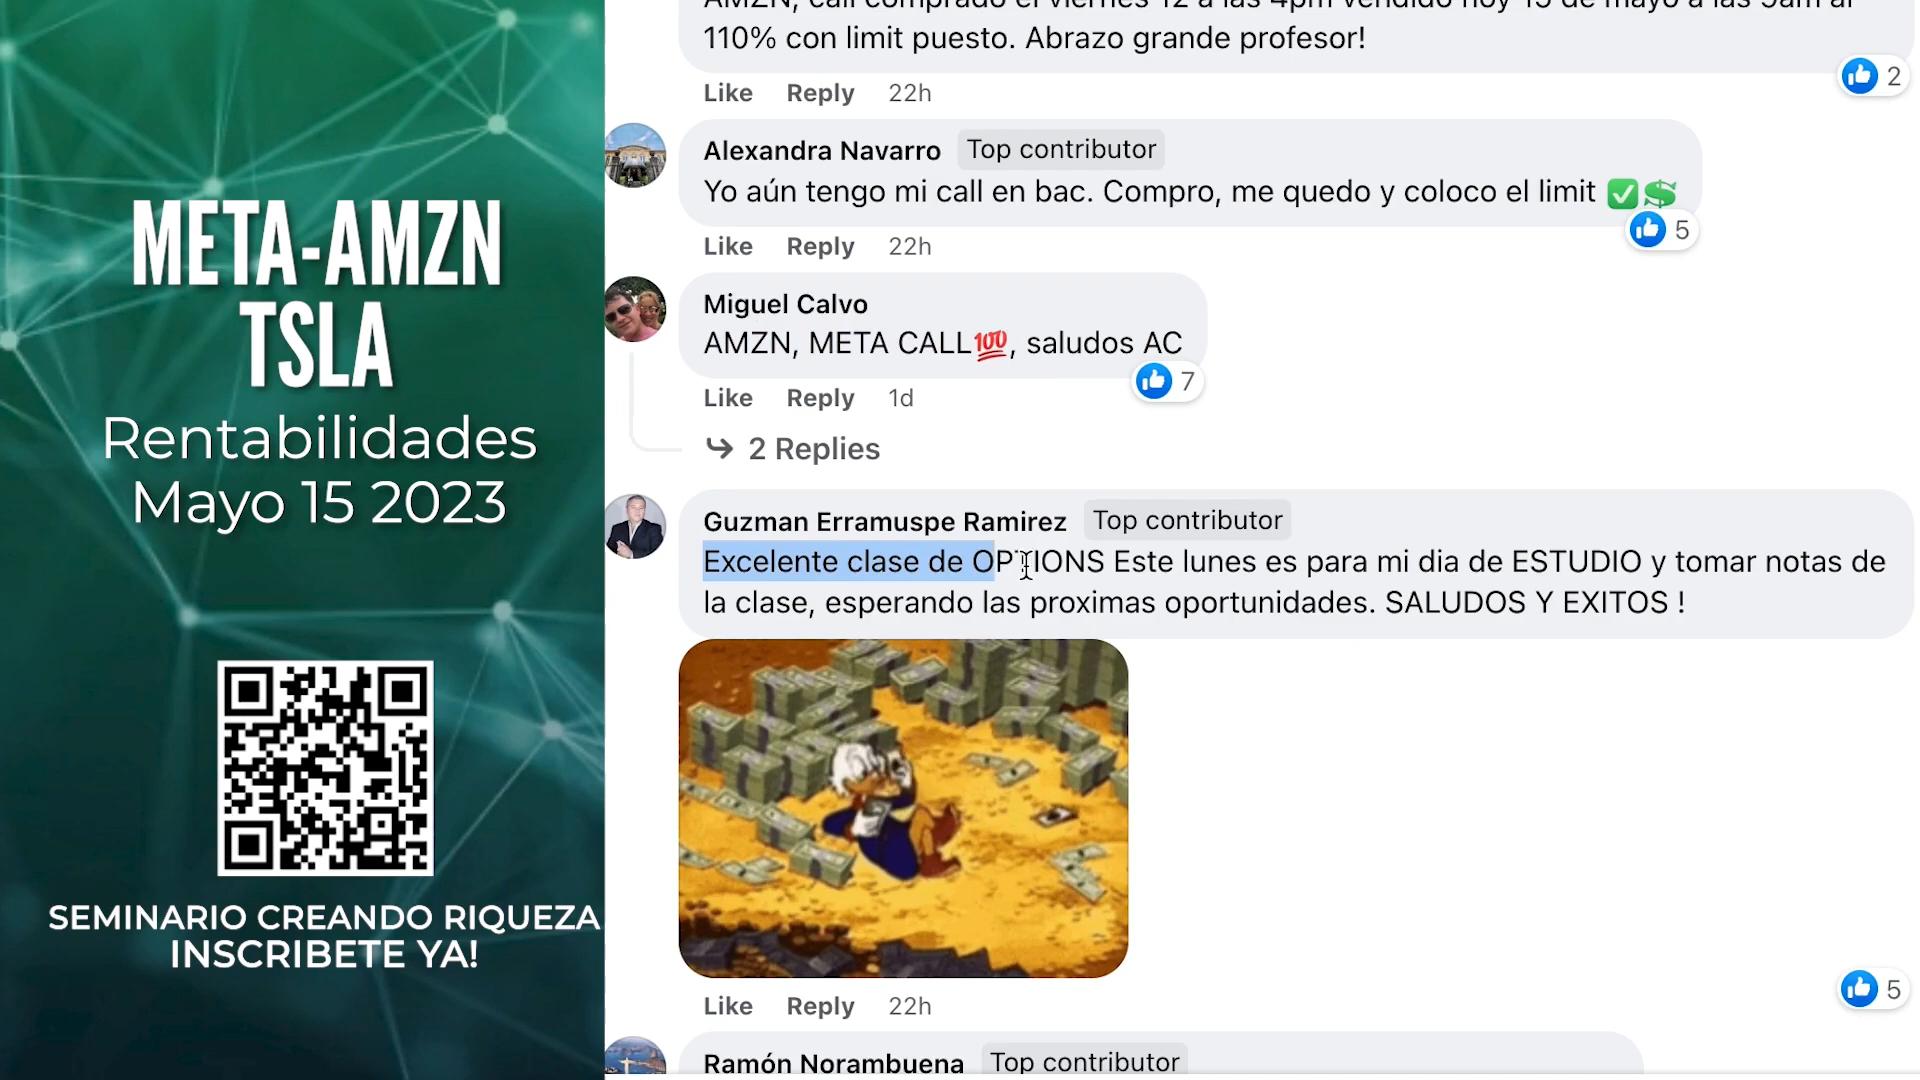 META-AMZN
TSLA
Rentabilidades
Mayo 15 2023
SEMINARIO CREANDO RIQUEZA
INSCRIBETE YA!
AMZN, call comprado el viernes 12 a las 4pm vendido hoy 15 de mayo a las 9am al
110% con limit puesto. Abrazo grande profesor!
2
Like Reply 22h
Alexandra Navarro Top contributor
Yo aún tengo mi call en bac. Compro, me quedo y coloco el limit ✅💲
5
Like Reply 22h
Miguel Calvo
AMZN, META CALL💯, saludos AC
7
Like Reply 1d
2 Replies
Guzman Erramuspe Ramirez Top contributor
Excelente clase de OPTIONS Este lunes es para mi dia de ESTUDIO y tomar notas de
la clase, esperando las proximas oportunidades. SALUDOS Y EXITOS !
5
Like Reply 22h
Ramón Norambuena Top contributor